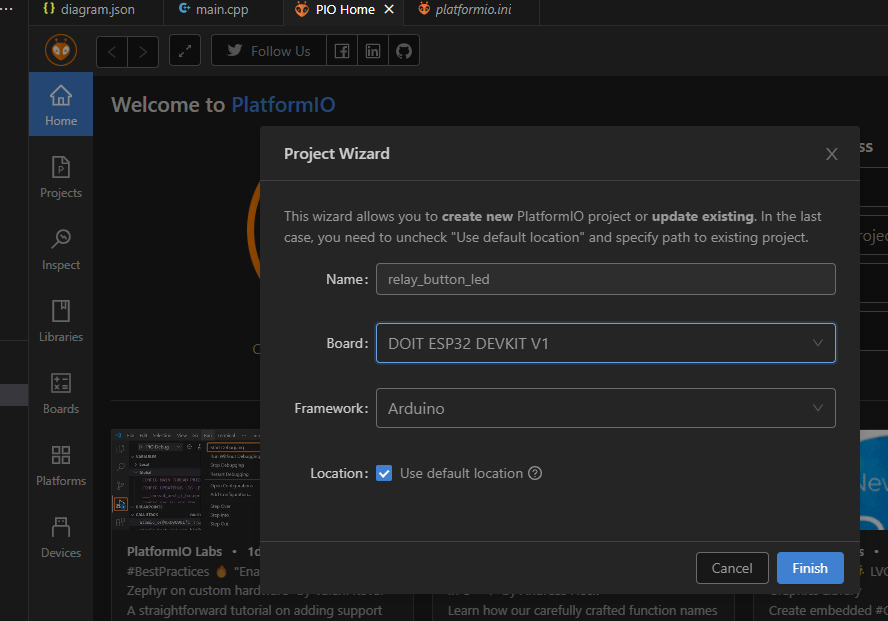 diagram.json
main.cpp
PIO Home
platformio.ini
Follow Us
Home
Projects
Inspect
Libraries
Boards
Platforms
Devices
Welcome to PlatformIO
Project Wizard
This wizard allows you to create new PlatformIO project or update existing. In the last
case, you need to uncheck "Use default location" and specify path to existing project.
Name:
relay_button_led
Board:
DOIT ESP32 DEVKIT V1
Framework:
Arduino
Location:
Use default location
Cancel
Finish
PlatformIO Labs • 1d
#BestPractices "Ena
Zephyr on custom hardware
A straightforward tutorial on adding support
Learn how our carefully crafted function names
Graphics Library
Create embedded